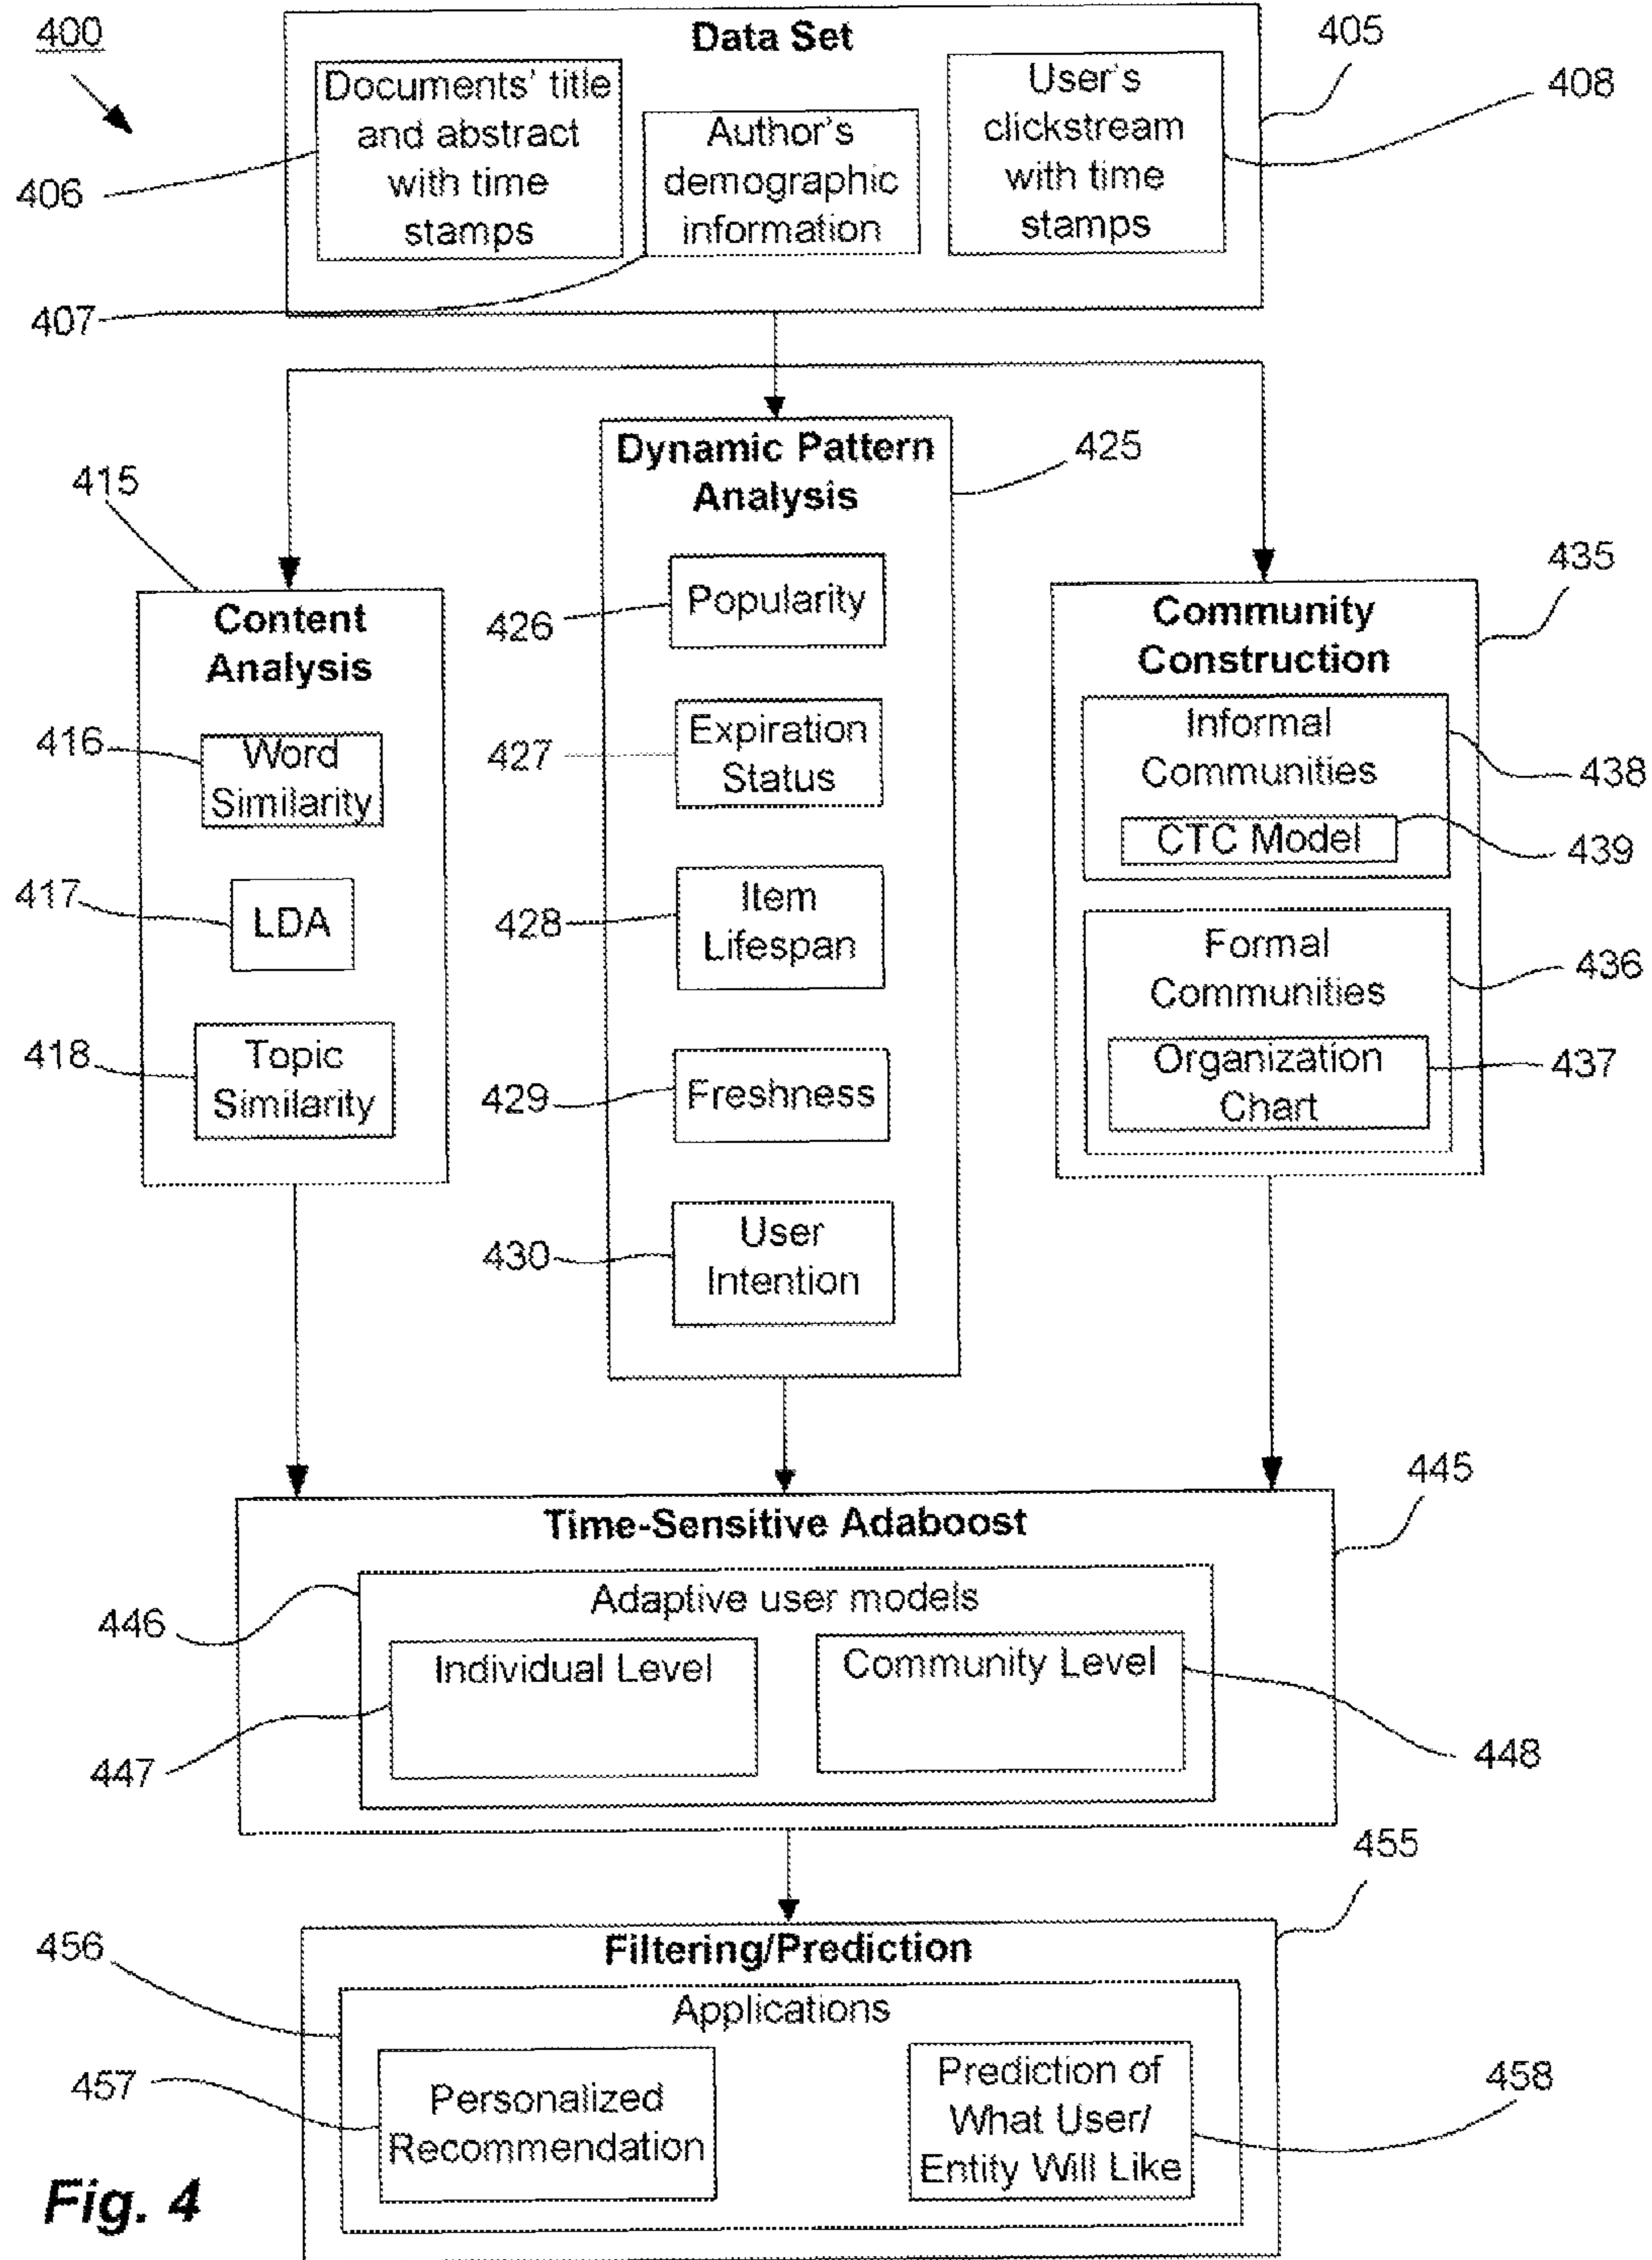 400
Data Set
405
Documents' title
and abstract
with time
stamps
Author's
demographic
information
User's
clickstream
with time
stamps
408
406
407
415
Content
Analysis
416
Word
Similarity
417
LDA
418
Topic
Similarity
Dynamic Pattern
Analysis
425
426
Popularity
427
Expiration
Status
428
Item
Lifespan
429
Freshness
430
User
Intention
435
Community
Construction
Informal
Communities
438
CTC Model
439
Formal
Communities
436
Organization
Chart
437
445
Time-Sensitive Adaboost
446
Adaptive user models
Individual Level
Community Level
447
448
455
Filtering/Prediction
456
Applications
457
Personalized
Recommendation
Prediction of
What User/
Entity Will Like
458
Fig. 4